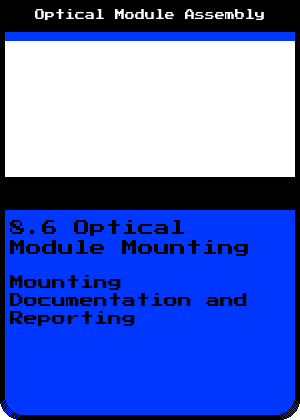 Optical Module Assembly
8.6 Optical
Module Mounting
Mounting
Documentation and
Reporting